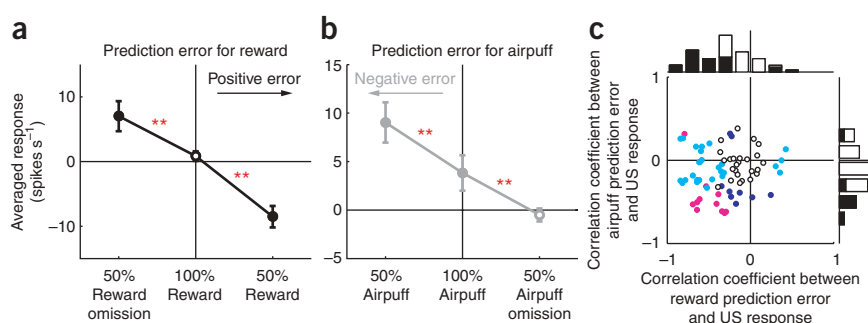 a
Prediction error for reward
Positive error
Averaged response
(spikes s⁻¹)
10
0
−10
**
**
50%
Reward
omission
100%
Reward
50%
Reward
b
Prediction error for airpuff
Negative error
15
10
5
0
−5
**
**
50%
Airpuff
100%
Airpuff
50%
Airpuff
omission
c
Correlation coefficient between
airpuff prediction error
and US response
1
0
−1
−1
0
1
Correlation coefficient between
reward prediction error
and US response